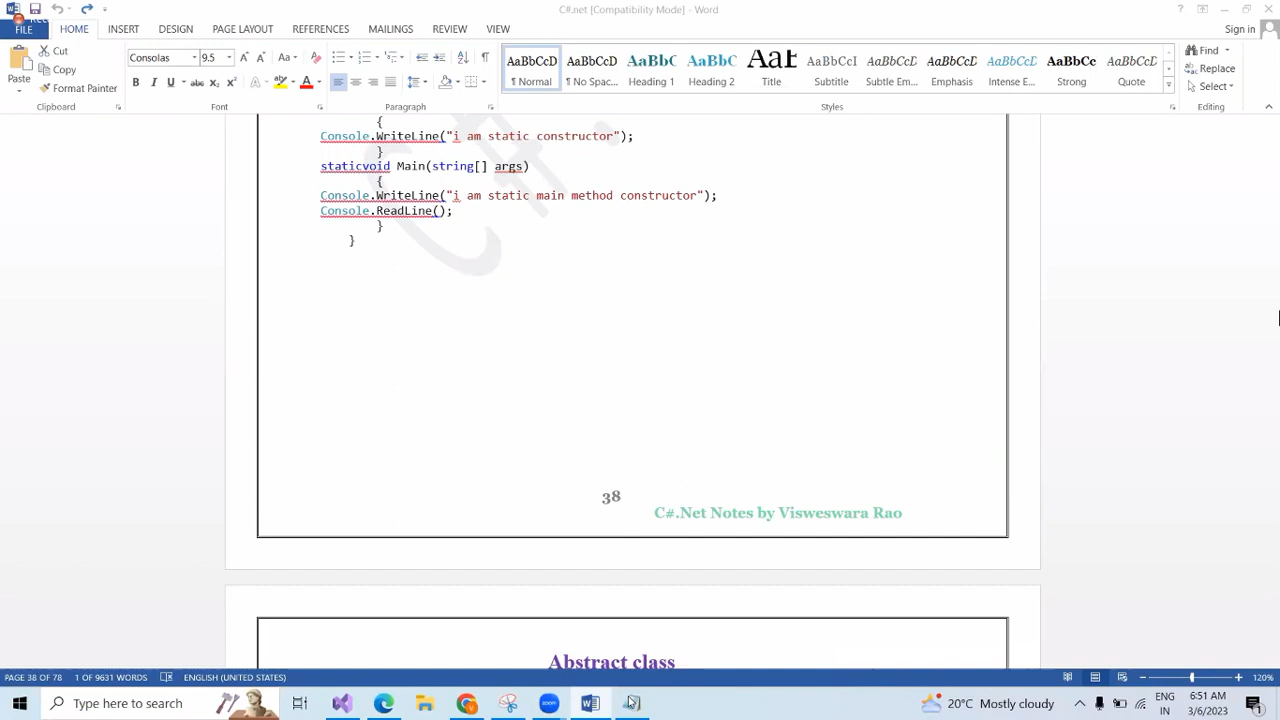 C#.net [Compatibility Mode] - Word
FILE HOME INSERT DESIGN PAGE LAYOUT REFERENCES MAILINGS REVIEW VIEW Sign in
Paste Cut Copy Format Painter
Consolas 9.5
AaBbCcD AaBbCcD AaBbC AaBbC AaB AaBbCcD AaBbCcD AaBbCcD AaBbCcD AaBbCc AaBbCcD
¶ Normal ¶ No Spac... Heading 1 Heading 2 Title Subtitle Subtle Em... Emphasis Intense E... Strong Quote
Find Replace Select
Clipboard Font Paragraph Styles Editing
{
Console.WriteLine("i am static constructor");
}
staticvoid Main(string[] args)
{
Console.WriteLine("i am static main method constructor");
Console.ReadLine();
}
}
C#.
38
C#.Net Notes by Visweswara Rao
Abstract class
PAGE 38 OF 78 1 OF 9631 WORDS ENGLISH (UNITED STATES) 120%
Type here to search zoom 20°C Mostly cloudy ENG IN 6:51 AM 3/6/2023 1